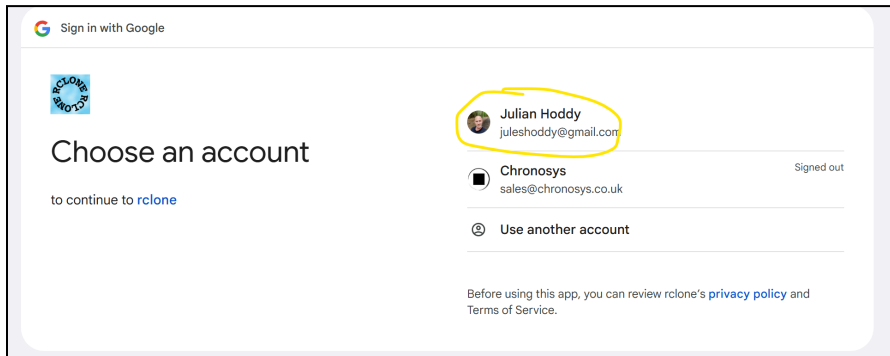 Sign in with Google
RCLONE RCLONE
Choose an account
to continue to rclone
Julian Hoddy
juleshoddy@gmail.com
Chronosys
Signed out
sales@chronosys.co.uk
Use another account
Before using this app, you can review rclone's privacy policy and
Terms of Service.